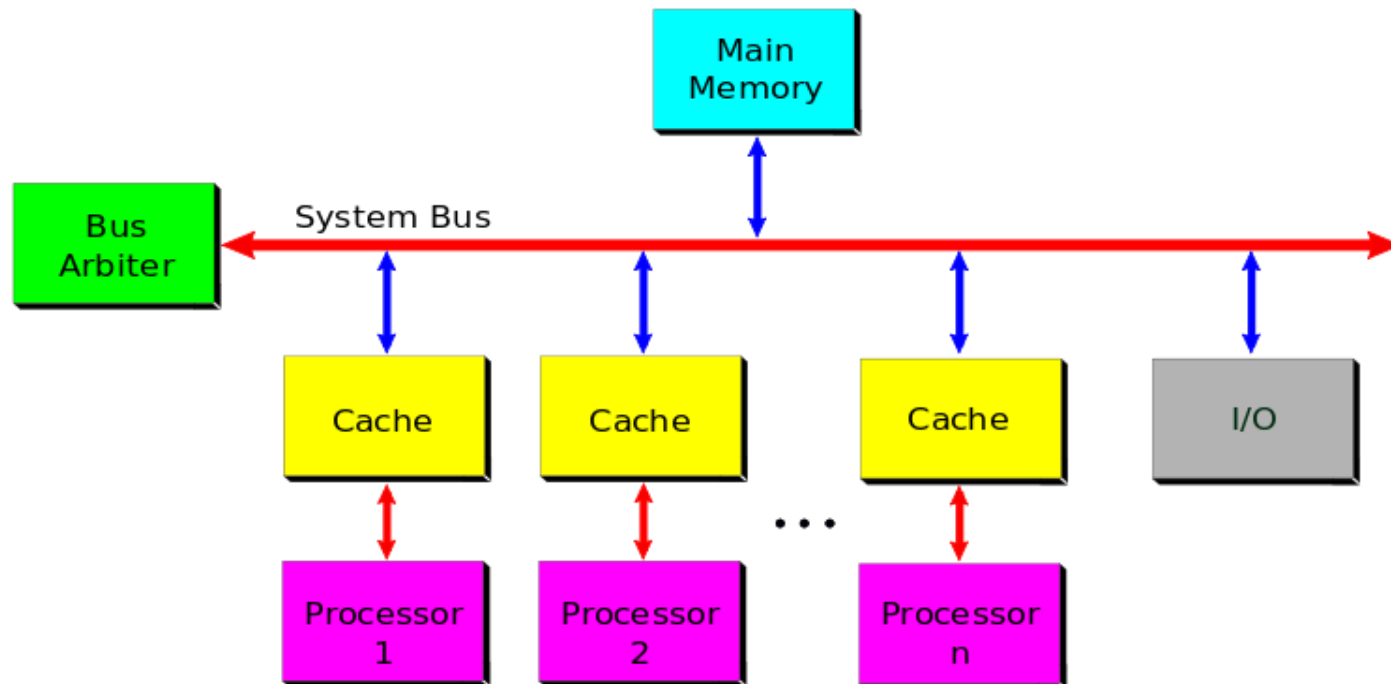 Main
Memory
Bus
Arbiter
System Bus
Cache
Cache
Cache
I/O
...
Processor
1
Processor
2
Processor
n